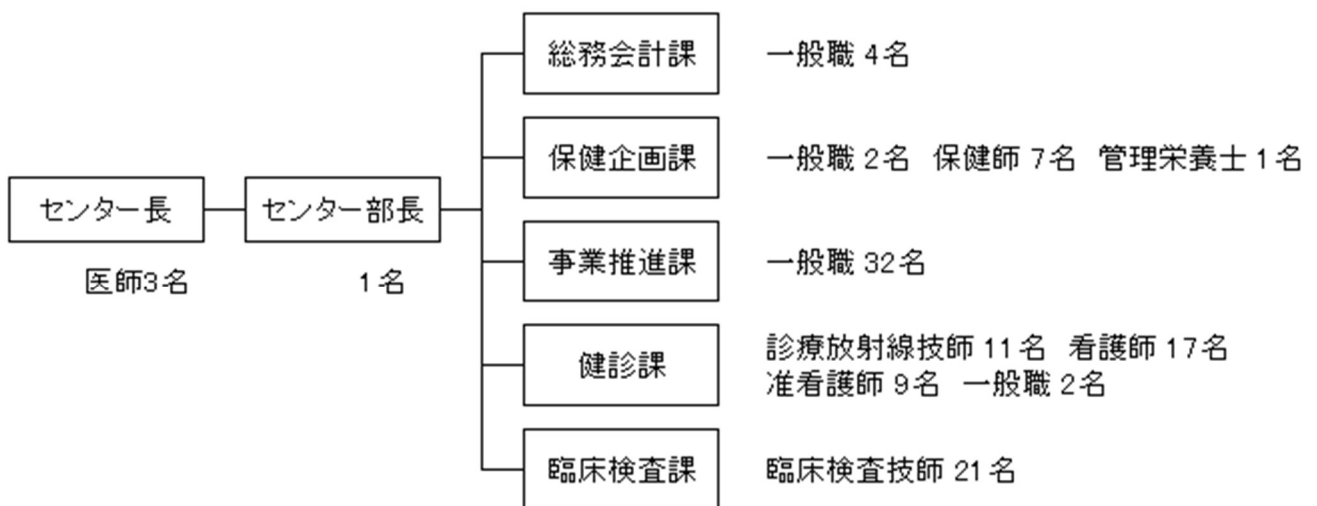 総務会計課 一般職 4名
保健企画課 一般職 2名 保健師 7名 管理栄養士 1名
センター長 センター部長
医師3名 1名
事業推進課 一般職 32名
健診課 診療放射線技師 11名 看護師 17名
准看護師 9名 一般職 2名
臨床検査課 臨床検査技師 21名